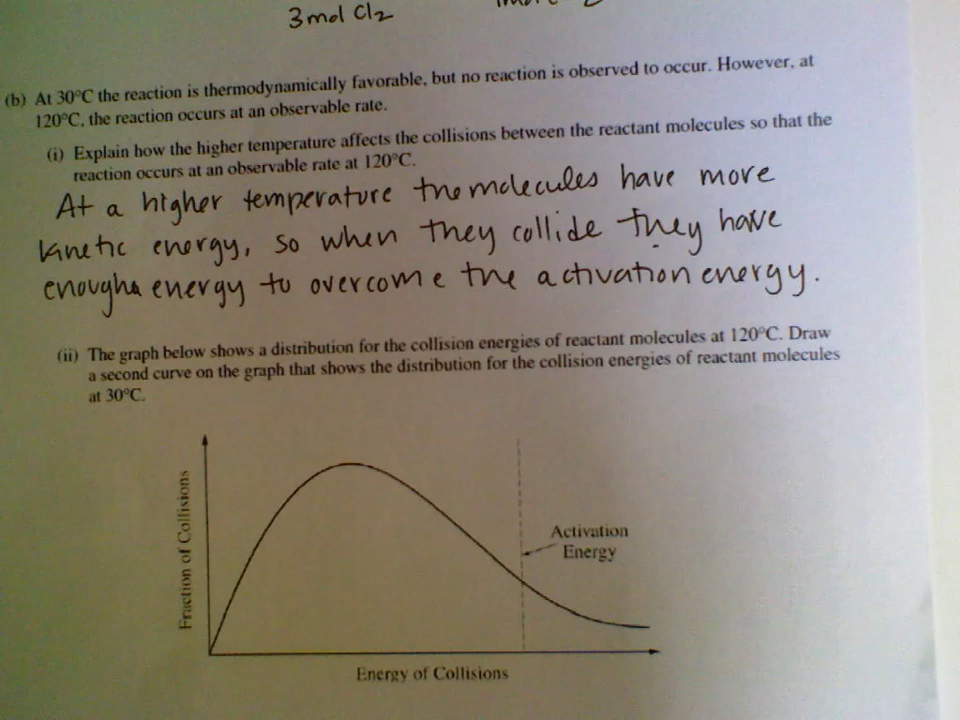 3mol Cl2
(b) At 30°C the reaction is thermodynamically favorable, but no reaction is observed to occur. However, at
120°C, the reaction occurs at an observable rate.
(i) Explain how the higher temperature affects the collisions between the reactant molecules so that the
reaction occurs at an observable rate at 120°C.
At a higher temperature the molecules have more
kinetic energy, so when they collide they have
enough energy to overcome the activation energy.
(ii) The graph below shows a distribution for the collision energies of reactant molecules at 120°C. Draw
a second curve on the graph that shows the distribution for the collision energies of reactant molecules
at 30°C.
Fraction of Collisions
Activation
Energy
Energy of Collisions